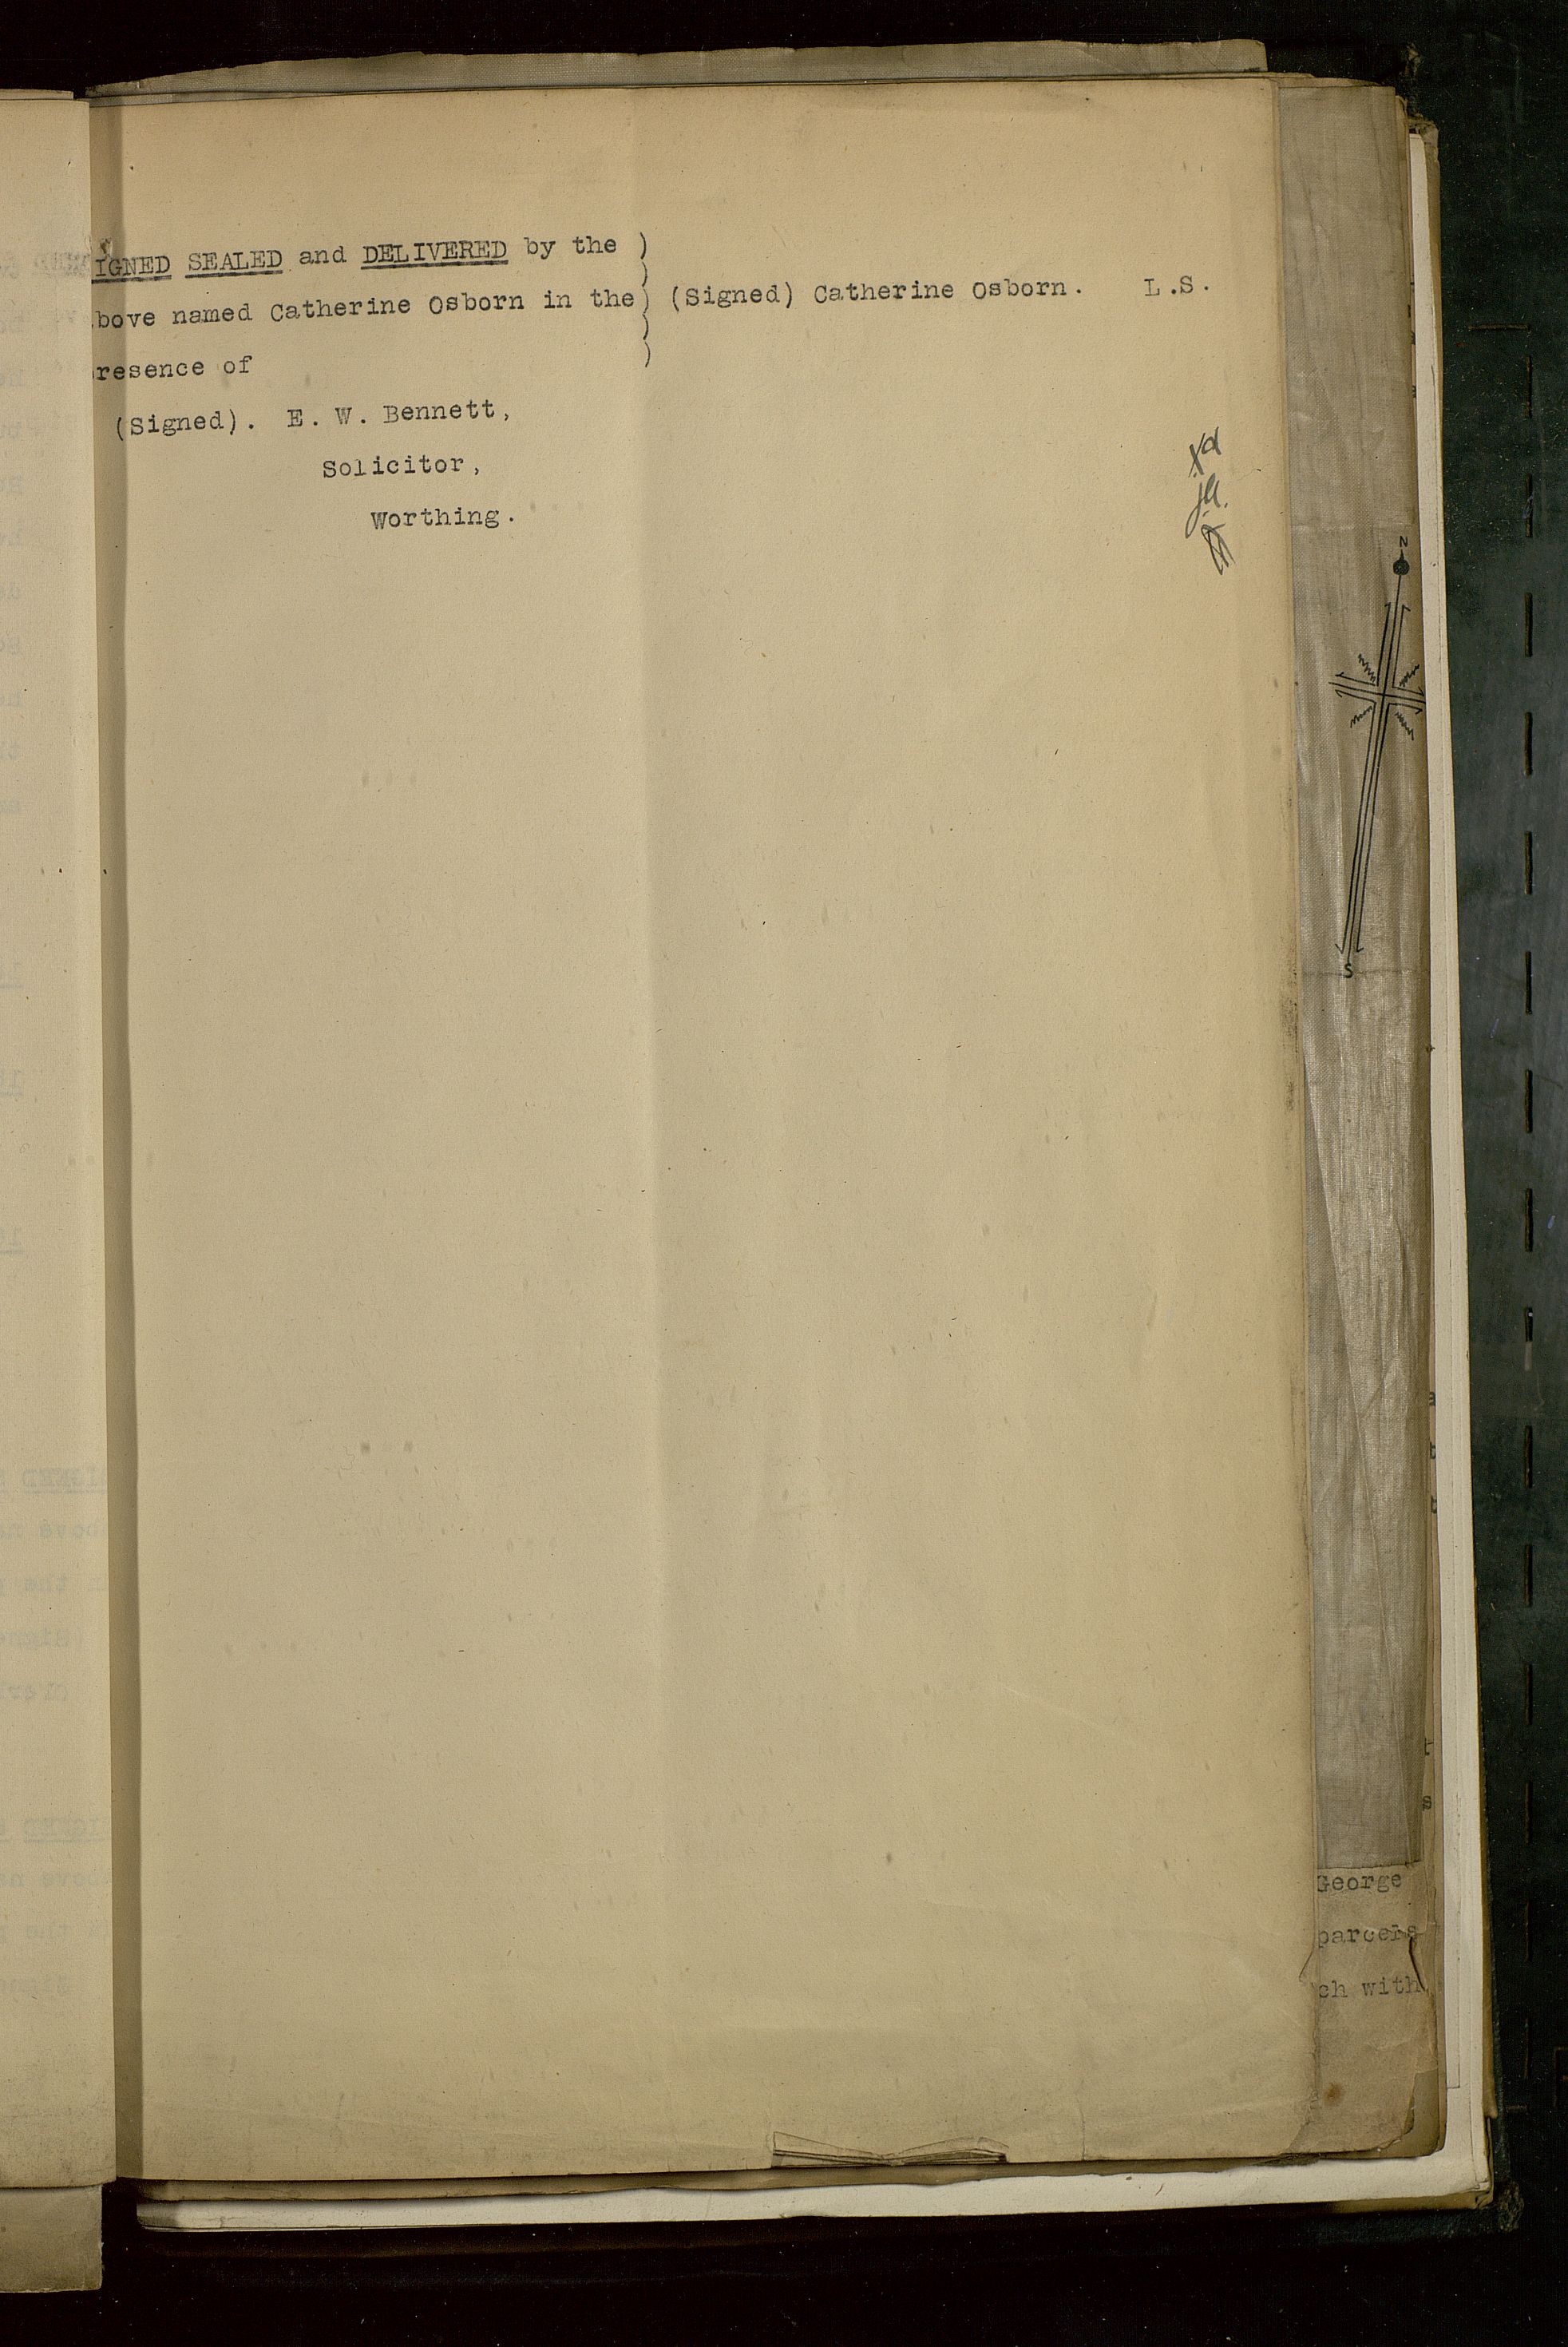 IGNED SEALED and DELIVERED by the )
bove named Catherine Osborn in the ) (Signed) Catherine Osborn. L.S.
resence of )
(Signed). E. W. Bennett,
Solicitor,
Worthing.
N
S
George
parcels
ch with